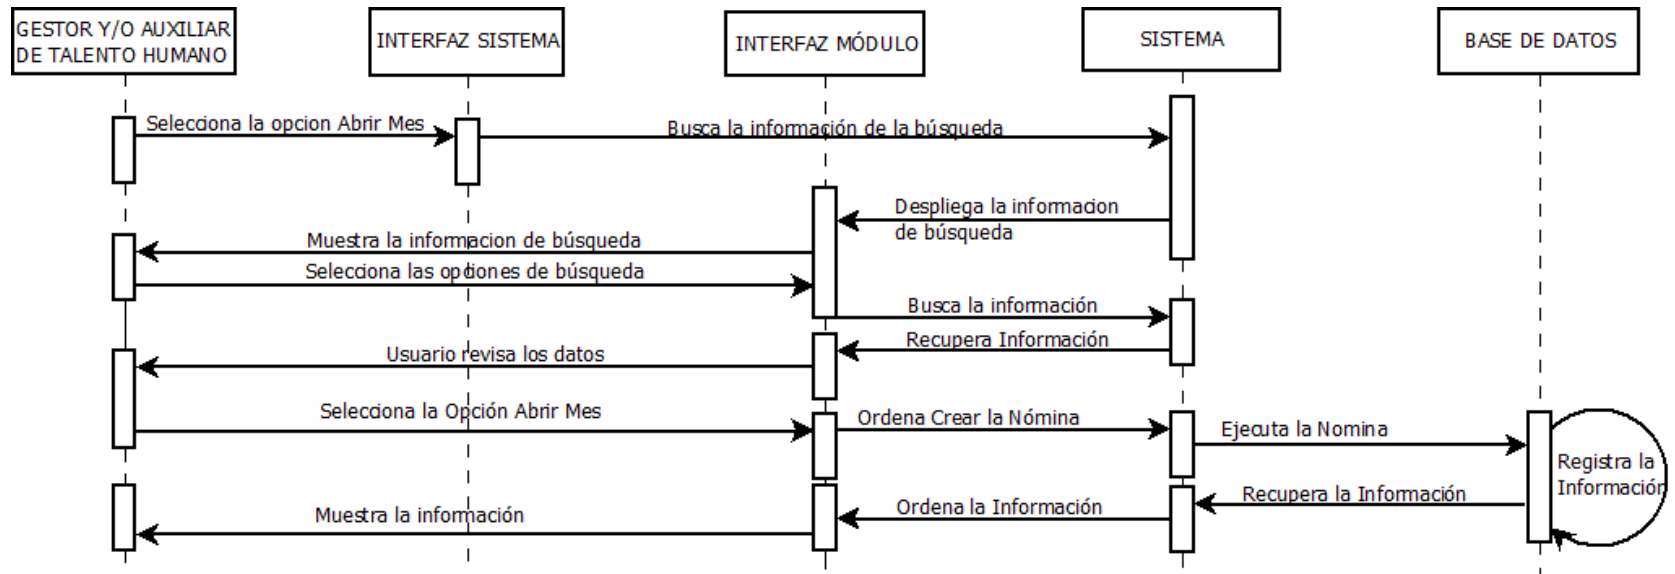 GESTOR Y/O AUXILIAR
DE TALENTO HUMANO
INTERFAZ SISTEMA
INTERFAZ MÓDULO
SISTEMA
BASE DE DATOS
Selecciona la opcion Abrir Mes
Busca la información de la búsqueda
Despliega la informacion
de búsqueda
Muestra la informacion de búsqueda
Selecciona las opciones de búsqueda
Busca la información
Recupera Información
Usuario revisa los datos
Selecciona la Opción Abrir Mes
Ordena Crear la Nómina
Ejecuta la Nomina
Registra la
Información
Recupera la Información
Ordena la Información
Muestra la información